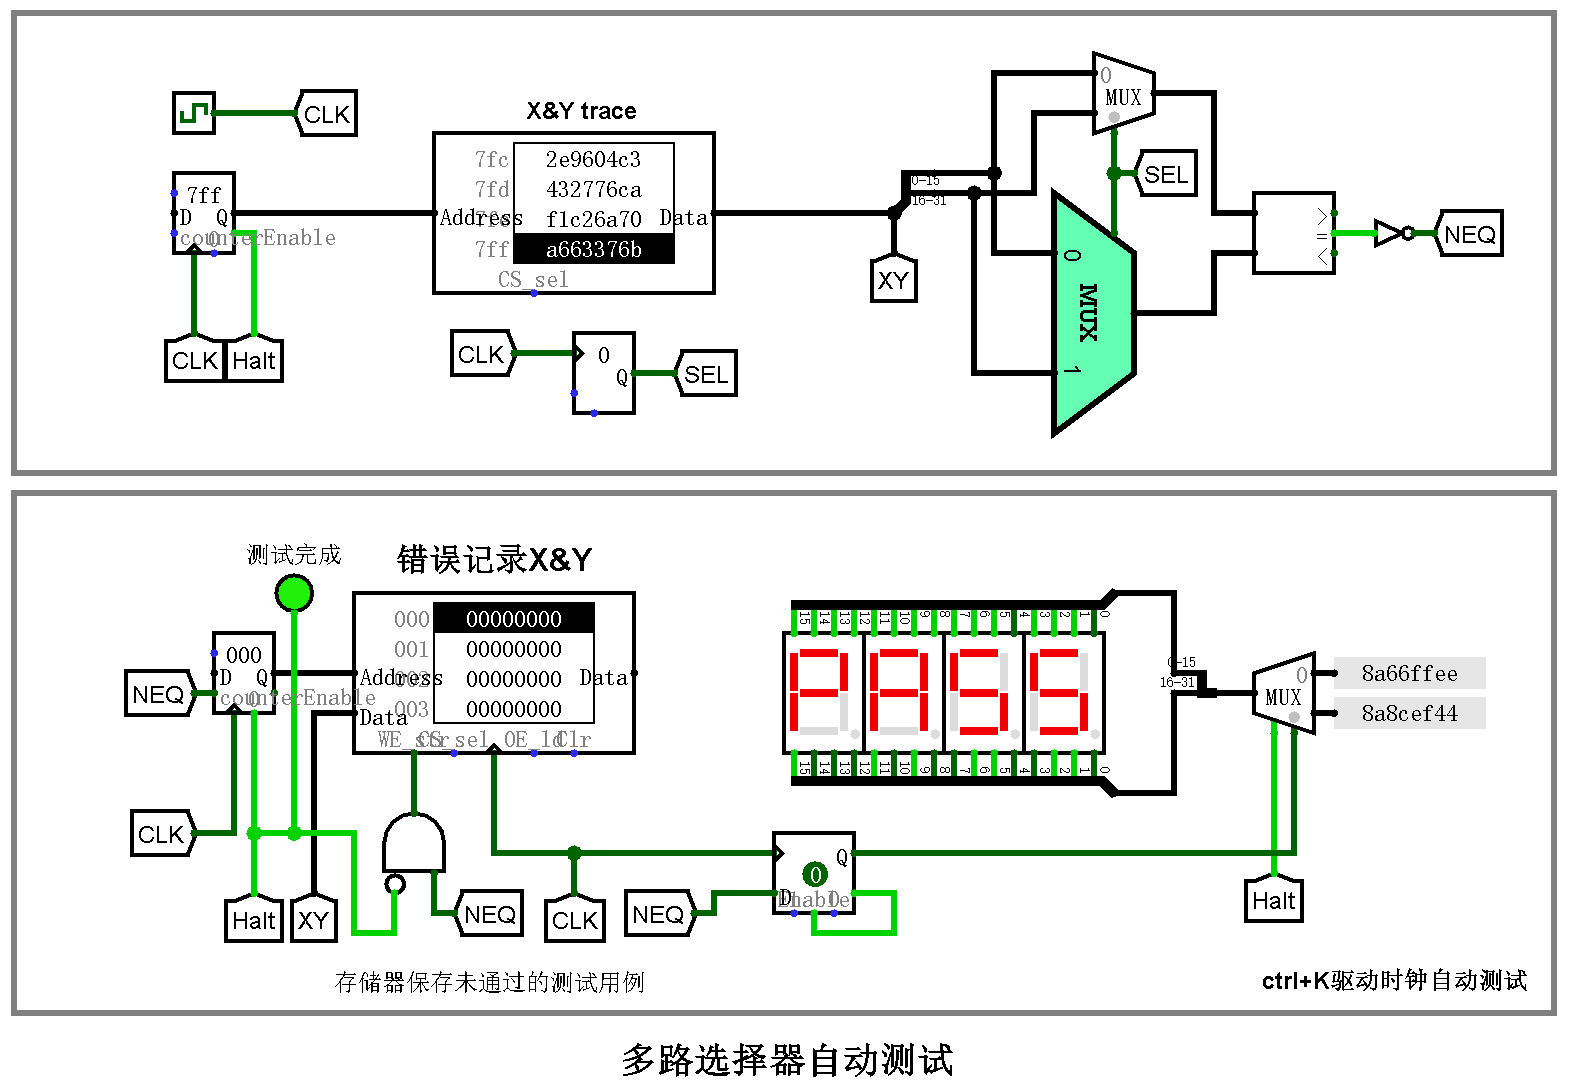 CLK
X&Y trace
7fc 2e9604c3
7fd 432776ca
f1c26a70
7ff a663376b
Address
Data
CS_sel
7ff
D Q
counterEnable
0
CLK
Halt
CLK
0
Q
SEL
0-15
16-31
XY
0
MUX
SEL
0
MUX
1
>
=
<
NEQ
测试完成
错误记录X&Y
000 00000000
001 00000000
002 00000000
003 00000000
Address
Data
Data
WE_str
CS_sel
OE_ld
Clr
NEQ
000
D Q
counterEnable
0
CLK
Halt
XY
NEQ
CLK
NEQ
0
Q
D
Enable
0
15 14 13 12 11 10 9 8 7 6 5 4 3 2 1 0
PASS
15 14 13 12 11 10 9 8 7 6 5 4 3 2 1 0
0-15
16-31
0
MUX
8a66ffee
8a8cef44
Halt
存储器保存未通过的测试用例
ctrl+K驱动时钟自动测试
多路选择器自动测试